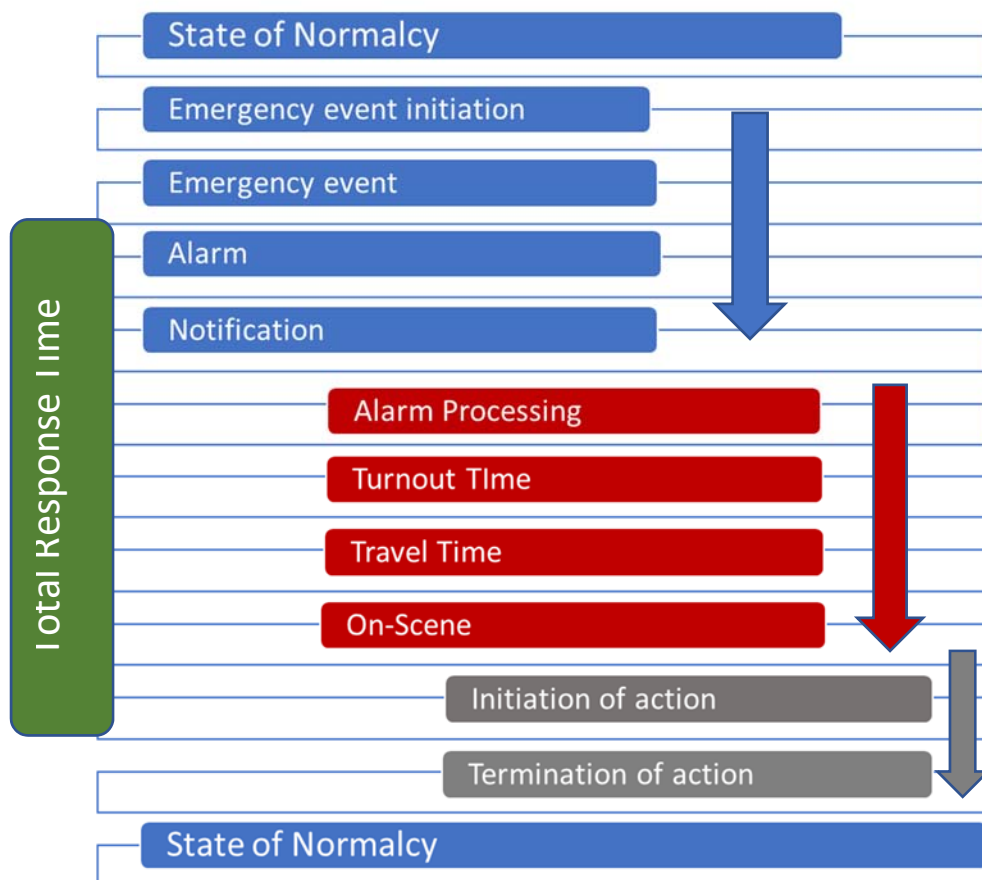 State of Normalcy
Emergency event initiation
Emergency event
Alarm
Notification
Total Response Time
Alarm Processing
Turnout TIme
Travel Time
On-Scene
Initiation of action
Termination of action
State of Normalcy